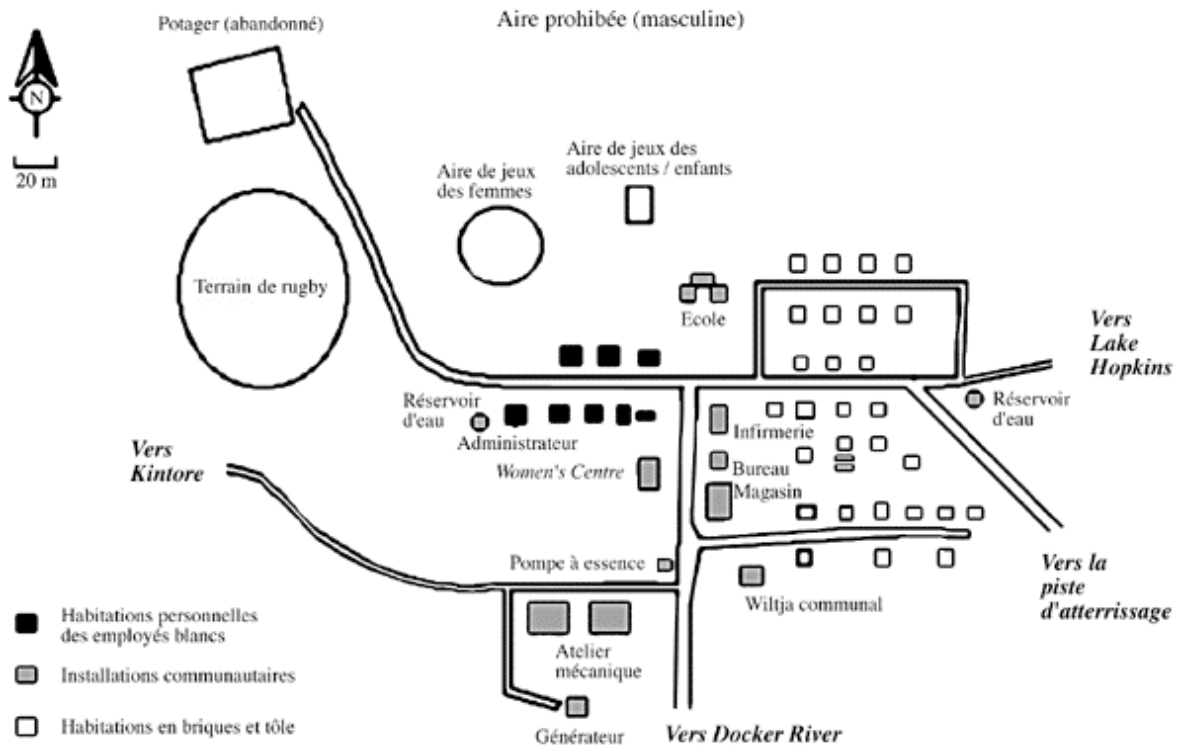 Potager (abandonné)
Aire prohibée (masculine)
N
20 m
Aire de jeux
des femmes
Aire de jeux des
adolescents / enfants
Terrain de rugby
Ecole
Vers
Lake
Hopkins
Réservoir
d'eau
Administrateur
Infirmerie
Réservoir
d'eau
Vers
Kintore
Women's Centre
Bureau
Magasin
Pompe à essence
Wiltja communal
Vers la
piste
d'atterrissage
Atelier
mécanique
Générateur
Vers Docker River
Habitations personnelles
des employés blancs
Installations communautaires
Habitations en briques et tôle